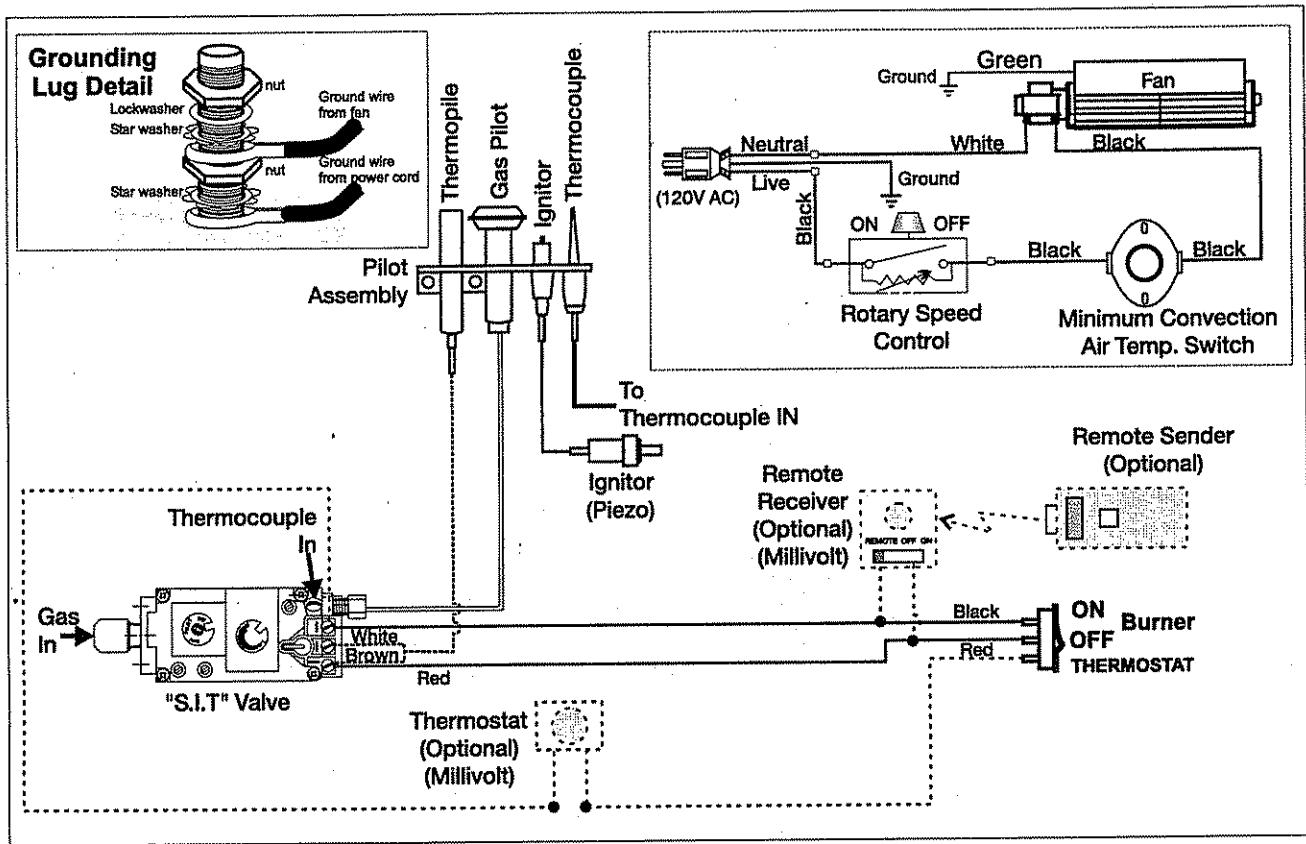 Grounding
Lug Detail
nut
Lockwasher
Star washer
Ground wire
from fan
nut
Ground wire
from power cord
Star washer
Thermopile
Gas Pilot
Ignitor
Thermocouple
Pilot
Assembly
To
Thermocouple IN
Ignitor
(Piezo)
Green
Ground
Fan
Neutral
White
Black
(120V AC)
Live
Ground
Black
ON
OFF
Black
Black
Rotary Speed
Control
Minimum Convection
Air Temp. Switch
Remote Sender
(Optional)
Remote
Receiver
(Optional)
(Millivolt)
REMOTE OFF ON
Thermocouple
In
Gas
In
White
Brown
Red
"S.I.T" Valve
Black
ON
Burner
OFF
Red
THERMOSTAT
Thermostat
(Optional)
(Millivolt)